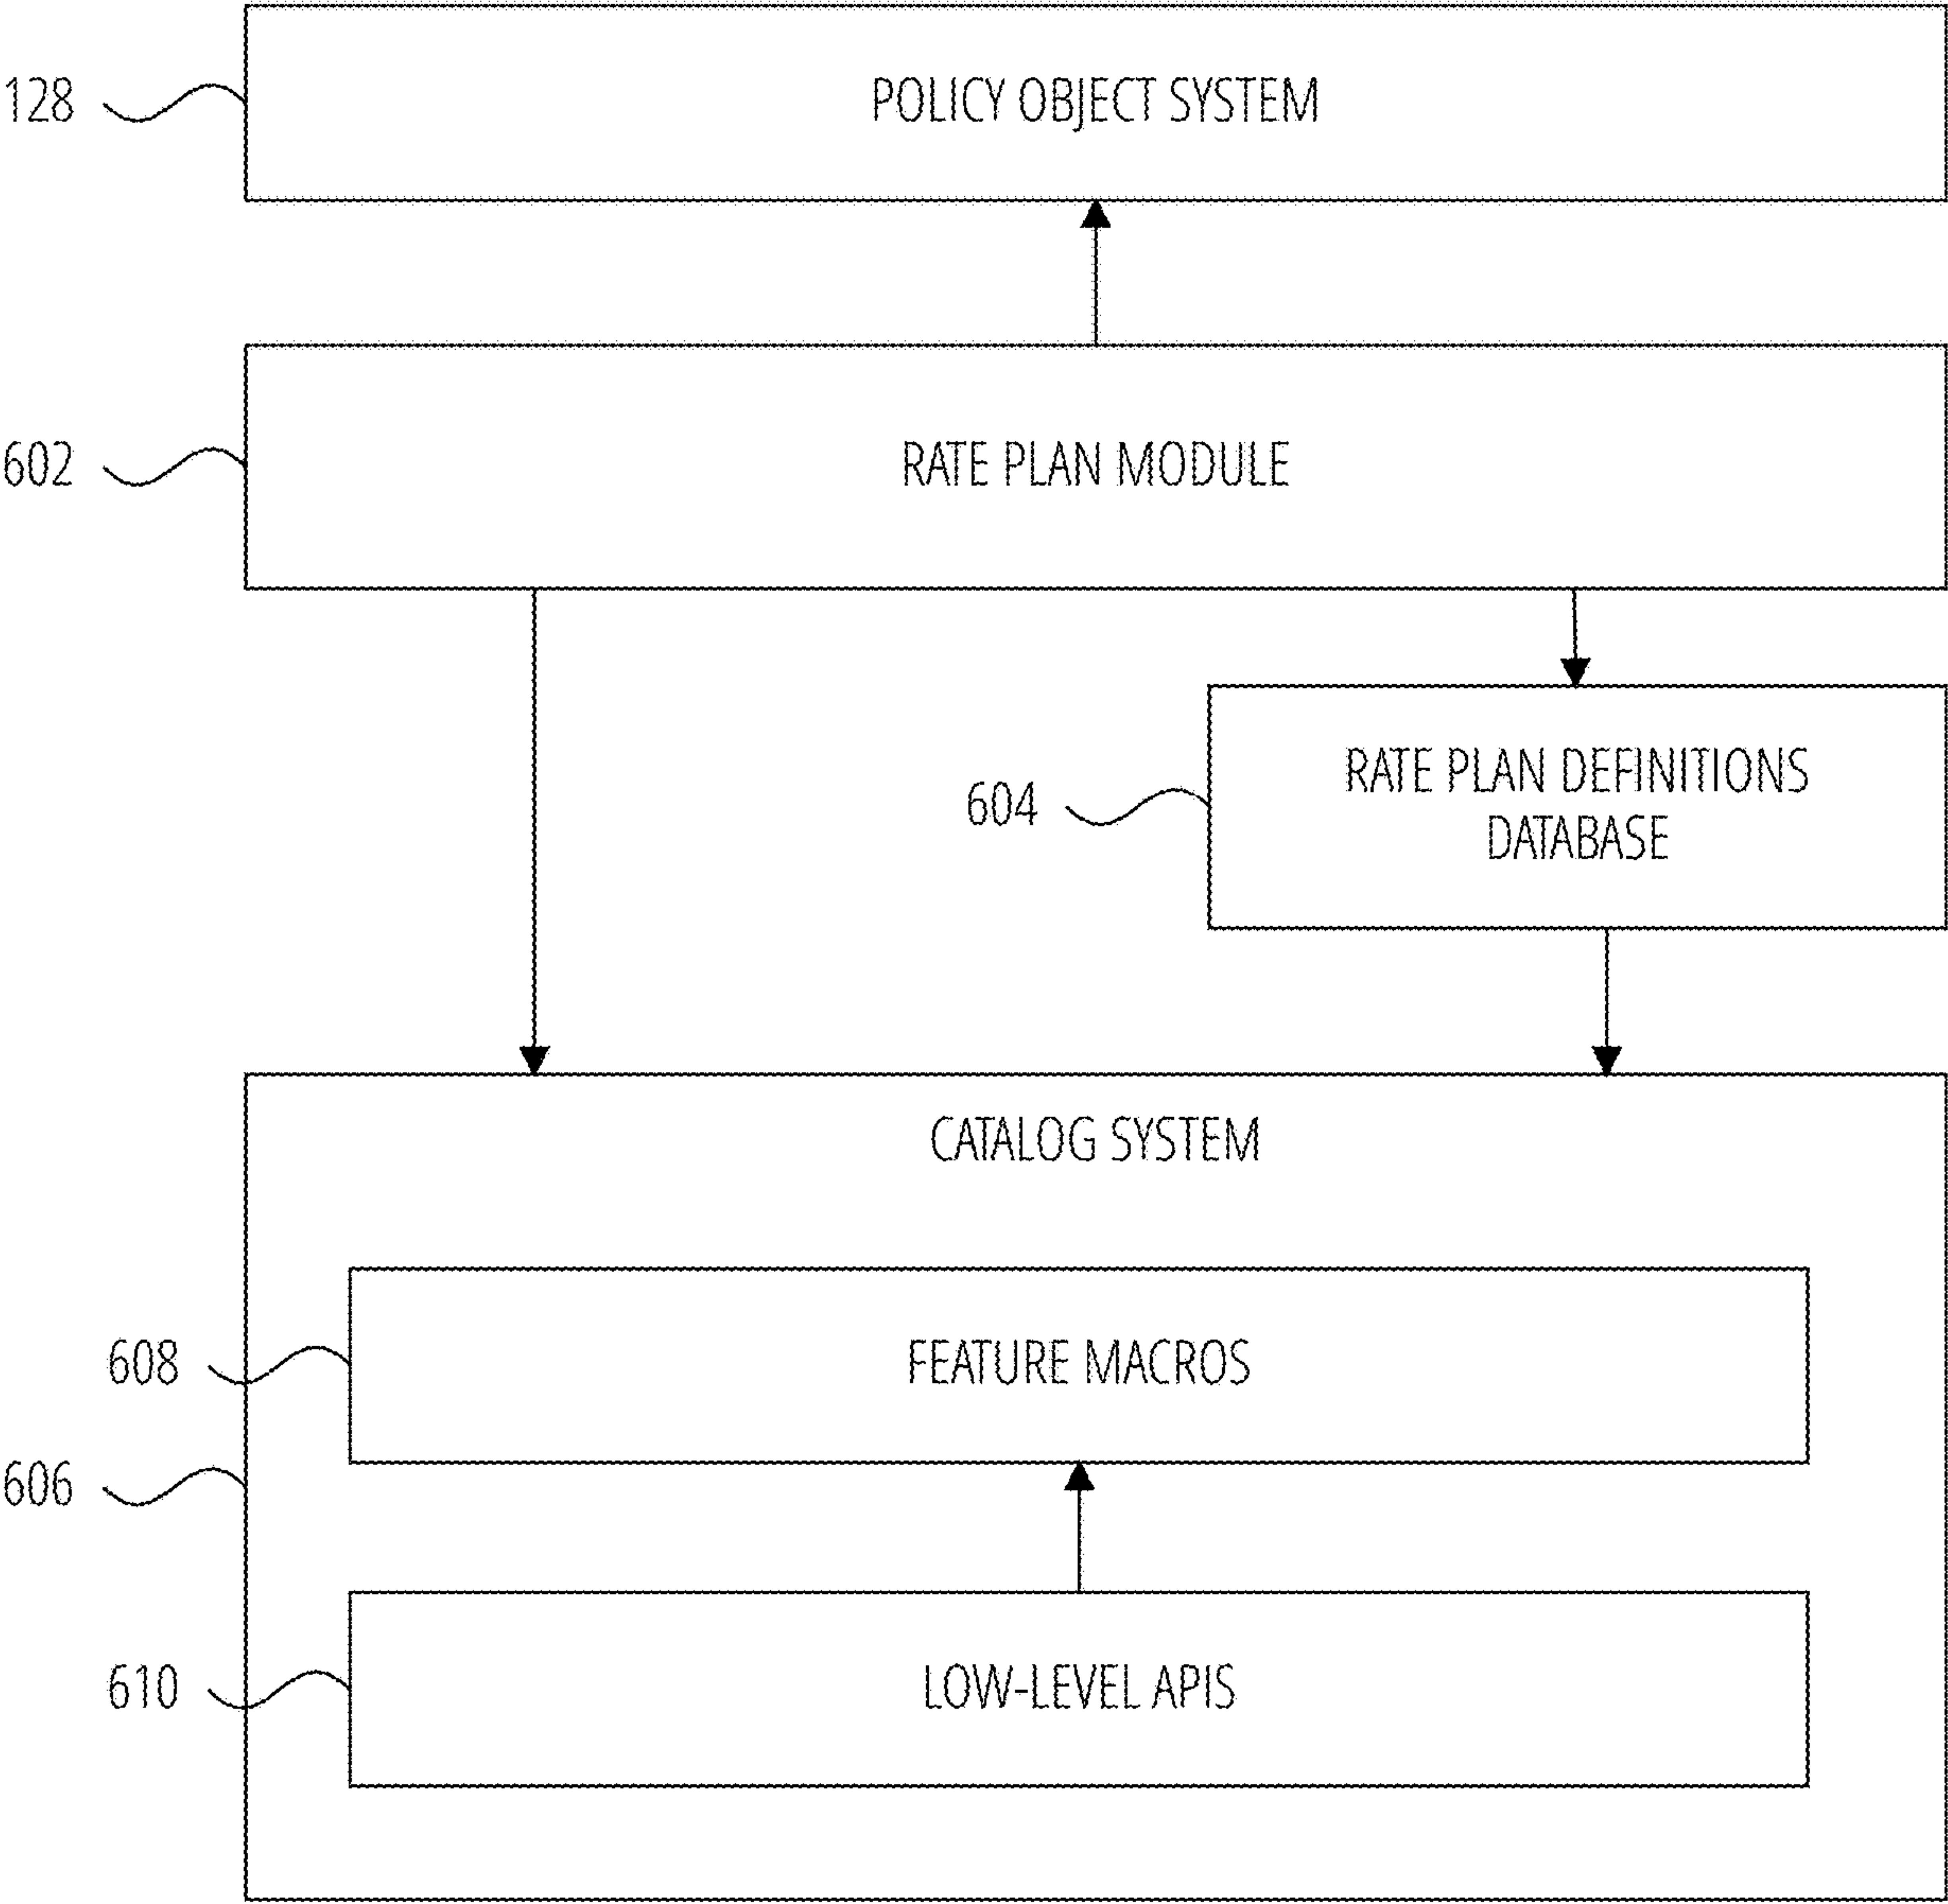 128
POLICY OBJECT SYSTEM
602
RATE PLAN MODULE
604
RATE PLAN DEFINITIONS
DATABASE
CATALOG SYSTEM
608
FEATURE MACROS
606
610
LOW-LEVEL APIS